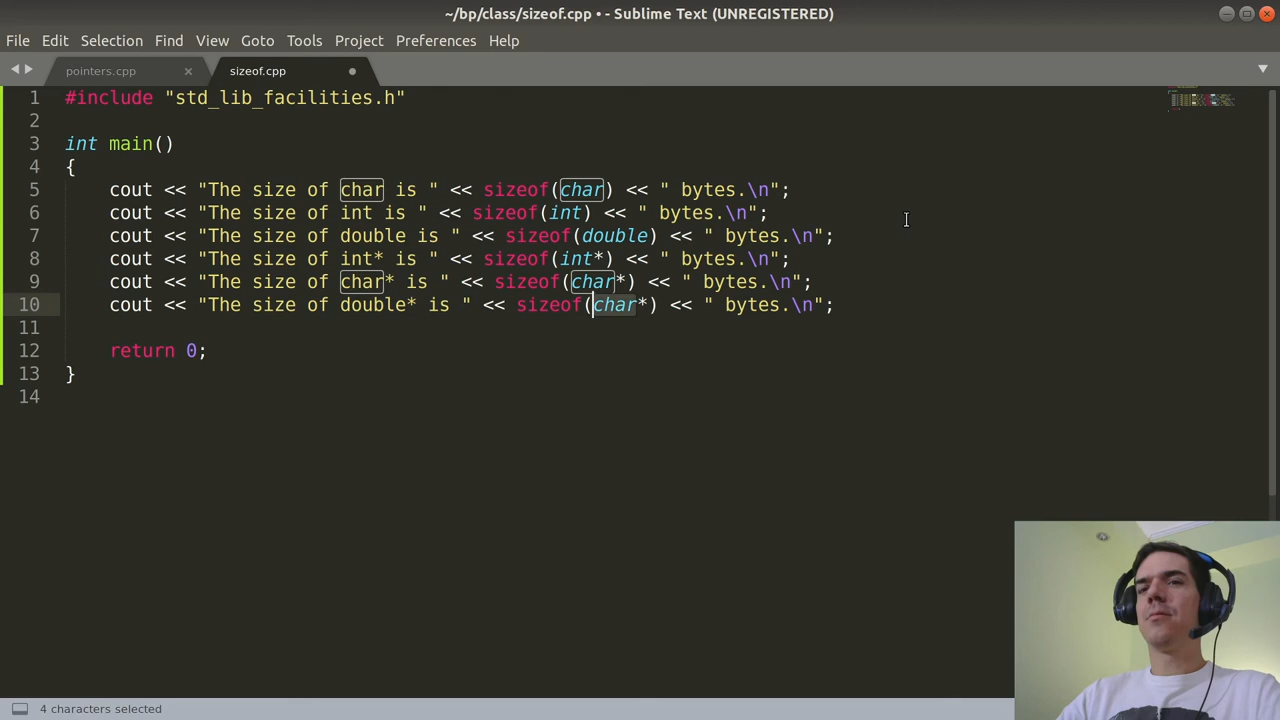 ~/bp/class/sizeof.cpp • - Sublime Text (UNREGISTERED)
File Edit Selection Find View Goto Tools Project Preferences Help
pointers.cpp × sizeof.cpp
1 #include "std_lib_facilities.h"
2
3 int main()
4 {
5 cout << "The size of char is " << sizeof(char) << " bytes.\n";
6 cout << "The size of int is " << sizeof(int) << " bytes.\n";
7 cout << "The size of double is " << sizeof(double) << " bytes.\n";
8 cout << "The size of int* is " << sizeof(int*) << " bytes.\n";
9 cout << "The size of char* is " << sizeof(char*) << " bytes.\n";
10 cout << "The size of double* is " << sizeof(char*) << " bytes.\n";
11
12 return 0;
13 }
14
4 characters selected